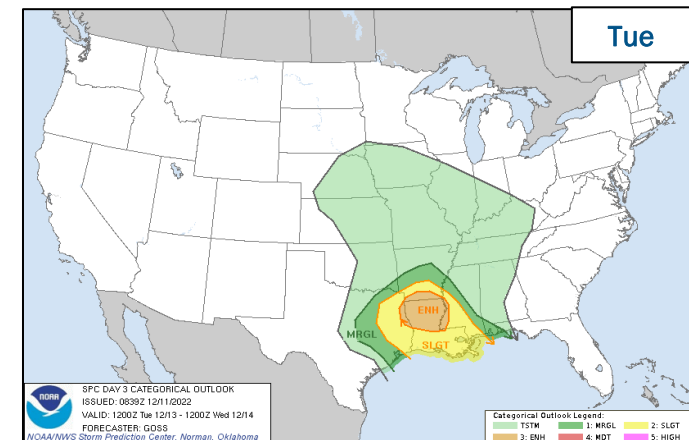 Tue
ENH
MRGL
SLGT
NOAA
SPC DAY 3 CATEGORICAL OUTLOOK
ISSUED: 0839Z 12/11/2022
VALID: 1200Z Tue 12/13 - 1200Z Wed 12/14
FORECASTER: GOSS
NOAA/NWS Storm Prediction Center, Norman, Oklahoma
Categorical Outlook Legend:
TSTM 1: MRGL 2: SLGT
3: ENH 4: MDT 5: HIGH